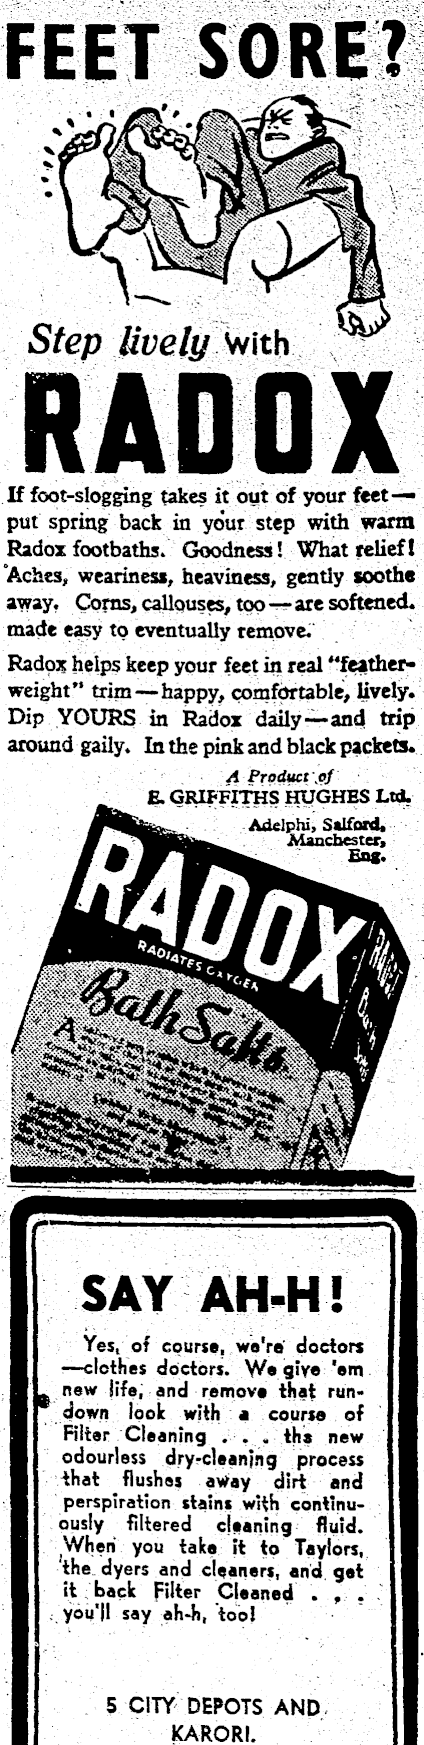 FEET SORE?
Step lively with
RADOX
If foot-slogging takes it out of your feet—
put spring back in your step with warm
Radox footbaths. Goodness! What relief!
Aches, weariness, heaviness, gently soothe
away. Corns, callouses, too—are softened.
made easy to eventually remove.
Radox helps keep your feet in real "feather-
weight" trim—happy, comfortable, lively.
Dip YOURS in Radox daily—and trip
around gaily. In the pink and black packets.
A Product of
E. GRIFFITHS HUGHES Ltd.
Adelphi, Salford,
Manchester,
Eng.
RADOX
RADIATES OXYGEN
Bath Salts
SAY AH-H!
Yes, of course, we're doctors
—clothes doctors. We give 'em
new life, and remove that run-
down look with a course of
Filter Cleaning . . . the new
odourless dry-cleaning process
that flushes away dirt and
perspiration stains with continu-
ously filtered cleaning fluid.
When you take it to Taylors,
the dyers and cleaners, and get
it back Filter Cleaned . . .
you'll say ah-h, too!
5 CITY DEPOTS AND
KARORI.